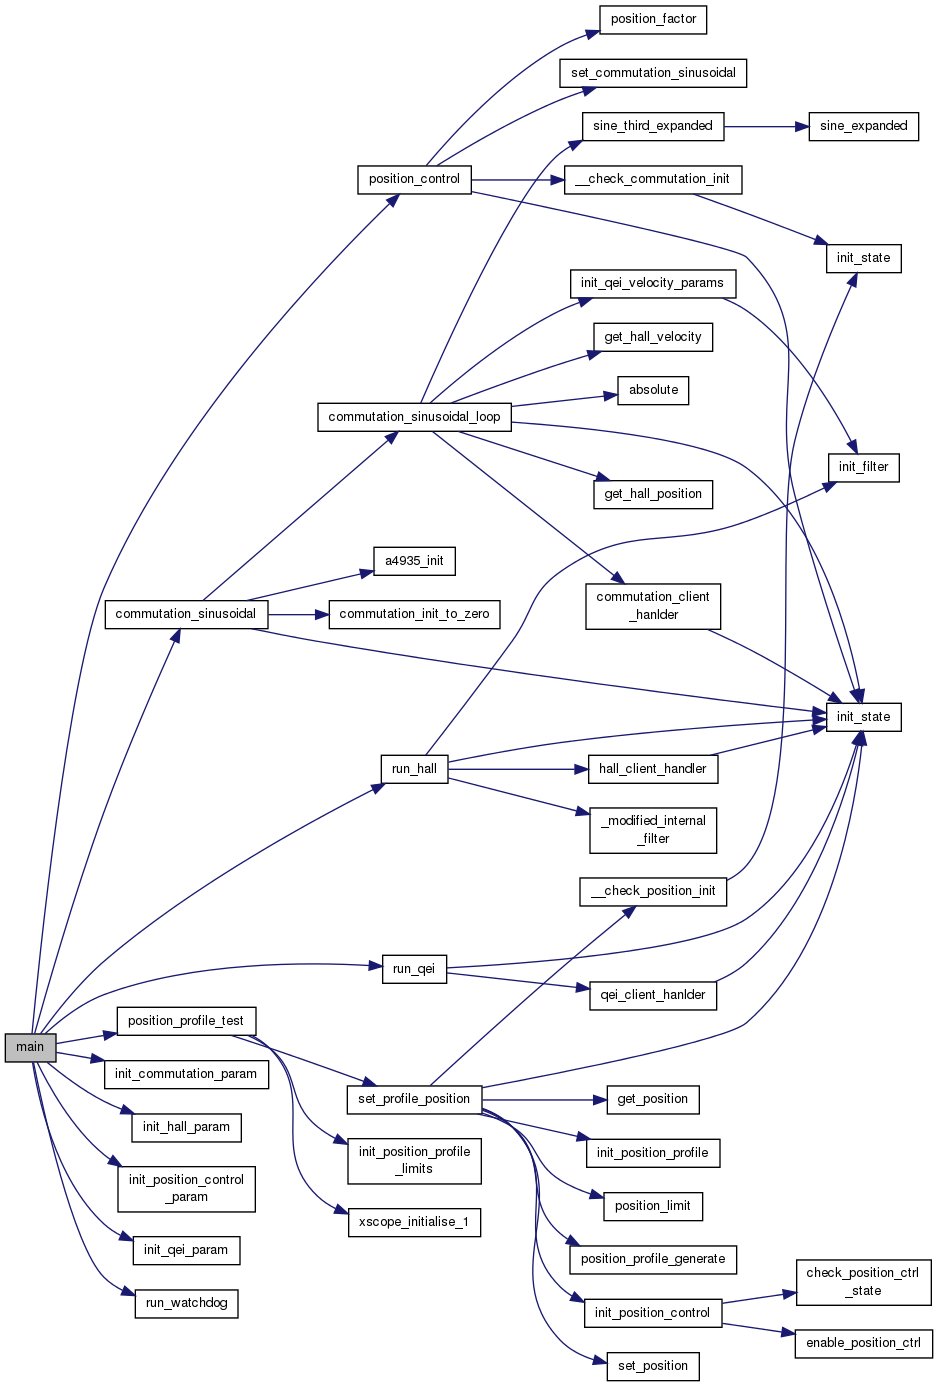 position_factor
set_commutation_sinusoidal
sine_third_expanded
sine_expanded
position_control
__check_commutation_init
init_state
init_qei_velocity_params
get_hall_velocity
absolute
commutation_sinusoidal_loop
init_filter
get_hall_position
a4935_init
commutation_client
_hanlder
commutation_sinusoidal
commutation_init_to_zero
init_state
run_hall
hall_client_handler
_modified_internal
_filter
__check_position_init
run_qei
qei_client_hanlder
position_profile_test
main
init_commutation_param
set_profile_position
get_position
init_hall_param
init_position_profile
init_position_profile
_limits
init_position_control
_param
position_limit
xscope_initialise_1
init_qei_param
position_profile_generate
check_position_ctrl
_state
run_watchdog
init_position_control
enable_position_ctrl
set_position